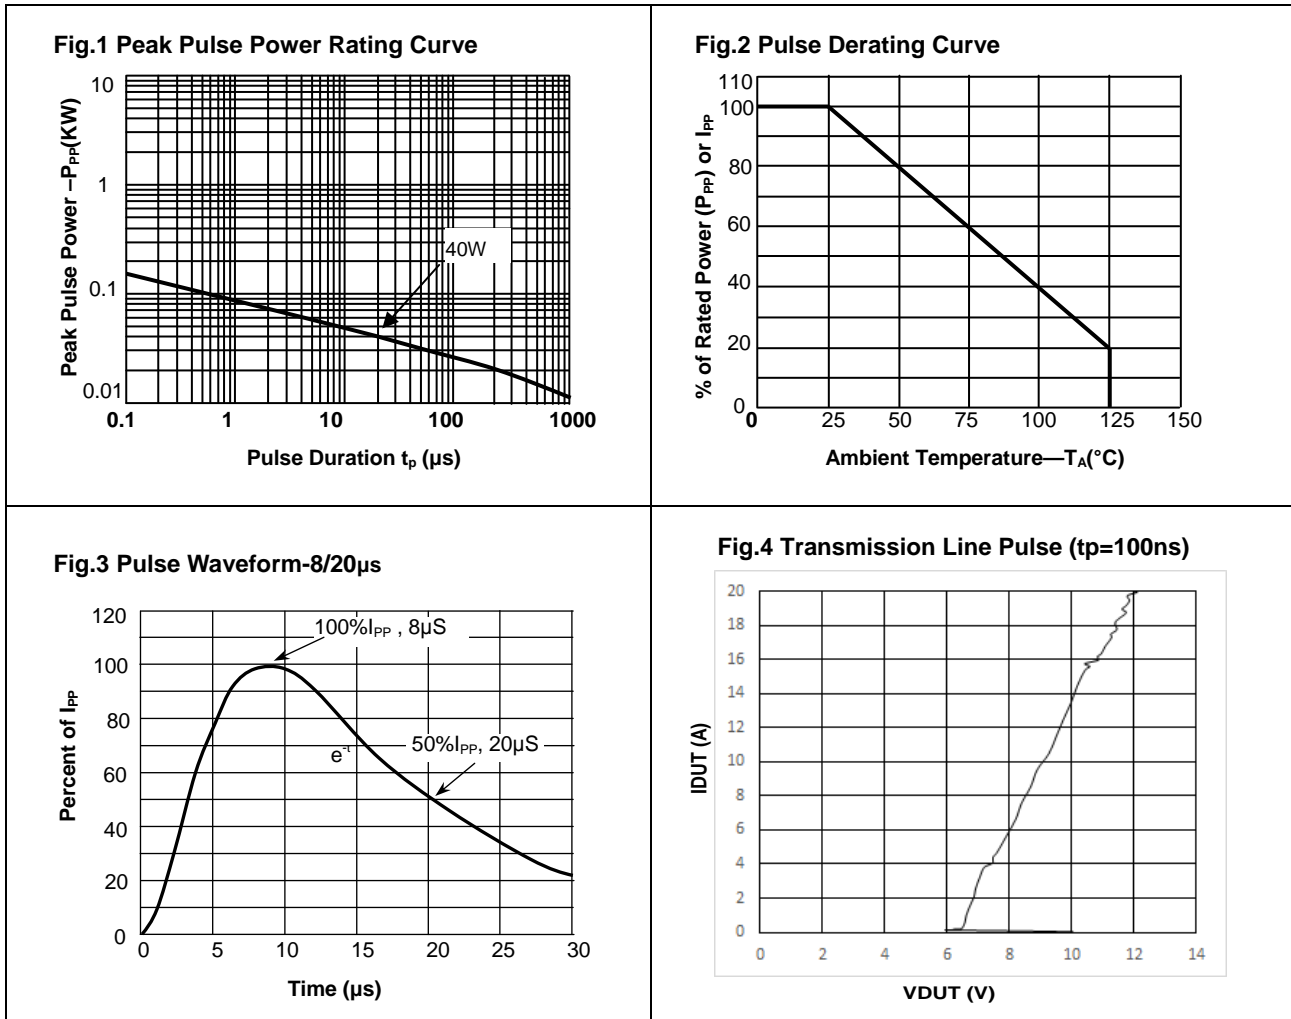 Fig.1 Peak Pulse Power Rating Curve
Peak Pulse Power –PPP(KW)
10
1
0.1
0.01
40W
0.1 1 10 100 1000
Pulse Duration tp (µs)
Fig.2 Pulse Derating Curve
% of Rated Power (PPP) or IPP
110
100
80
60
40
20
0
0 25 50 75 100 125 150
Ambient Temperature—TA(°C)
Fig.3 Pulse Waveform-8/20µs
Percent of IPP
120
100
80
60
40
20
0
100%IPP , 8µS
e-t
50%IPP, 20µS
0 5 10 15 20 25 30
Time (µs)
Fig.4 Transmission Line Pulse (tp=100ns)
IDUT (A)
20
18
16
14
12
10
8
6
4
2
0
0 2 4 6 8 10 12 14
VDUT (V)